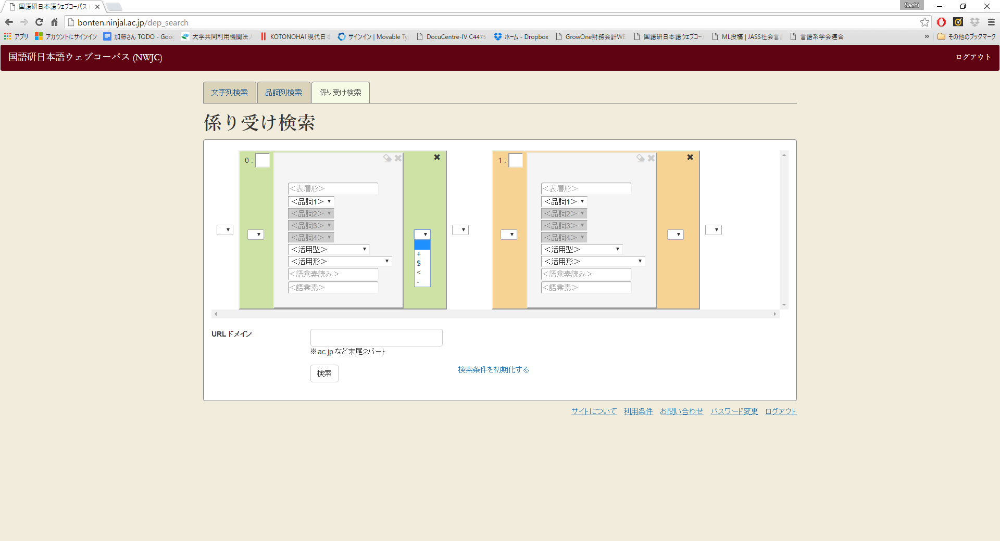 国語研日本語ウェブコーパス
Sachi
bonten.ninjal.ac.jp/dep_search
アプリ
アカウントにサインイン
加藤さん TODO - Goo
大学共同利用機関法
KOTONOHA「現代日
サインイン | Movable Ty
DocuCentre-IV C4475
ホーム - Dropbox
GrowOne財務会計WE
国語研日本語ウェブコー
ML投稿 | JASS社会言
言語系学会連合
»
その他のブックマーク
国語研日本語ウェブコーパス (NWJC)
ログアウト
文字列検索
品詞列検索
係り受け検索
係り受け検索
0 :
<表層形>
<品詞1>
<品詞2>
<品詞3>
<品詞4>
<活用型>
<活用形>
<語彙素読み>
<語彙素>
+
$
<
-
1 :
<表層形>
<品詞1>
<品詞2>
<品詞3>
<品詞4>
<活用型>
<活用形>
<語彙素読み>
<語彙素>
URL ドメイン
※ac.jp など末尾2パート
検索
検索条件を初期化する
サイトについて
利用条件
お問い合わせ
パスワード変更
ログアウト